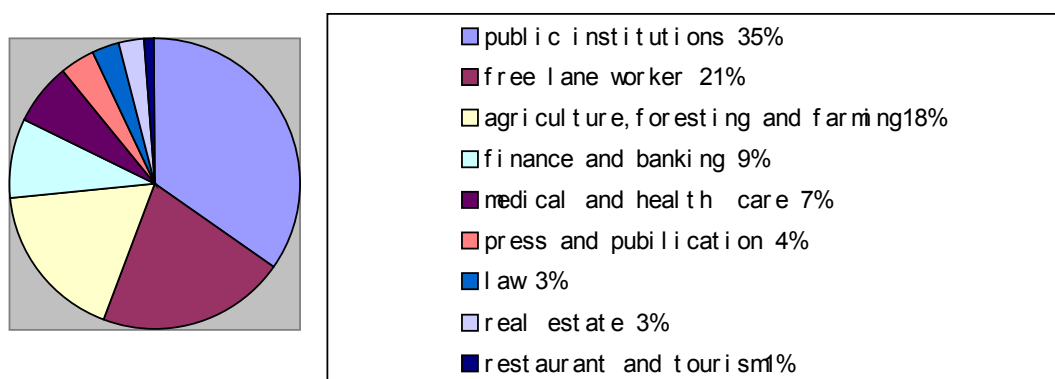 public institutions 35%
free lane worker 21%
agriculture,foresting and farming18%
finance and banking 9%
medical and health care 7%
press and pubilication 4%
law 3%
real estate 3%
restaurant and tourism1%